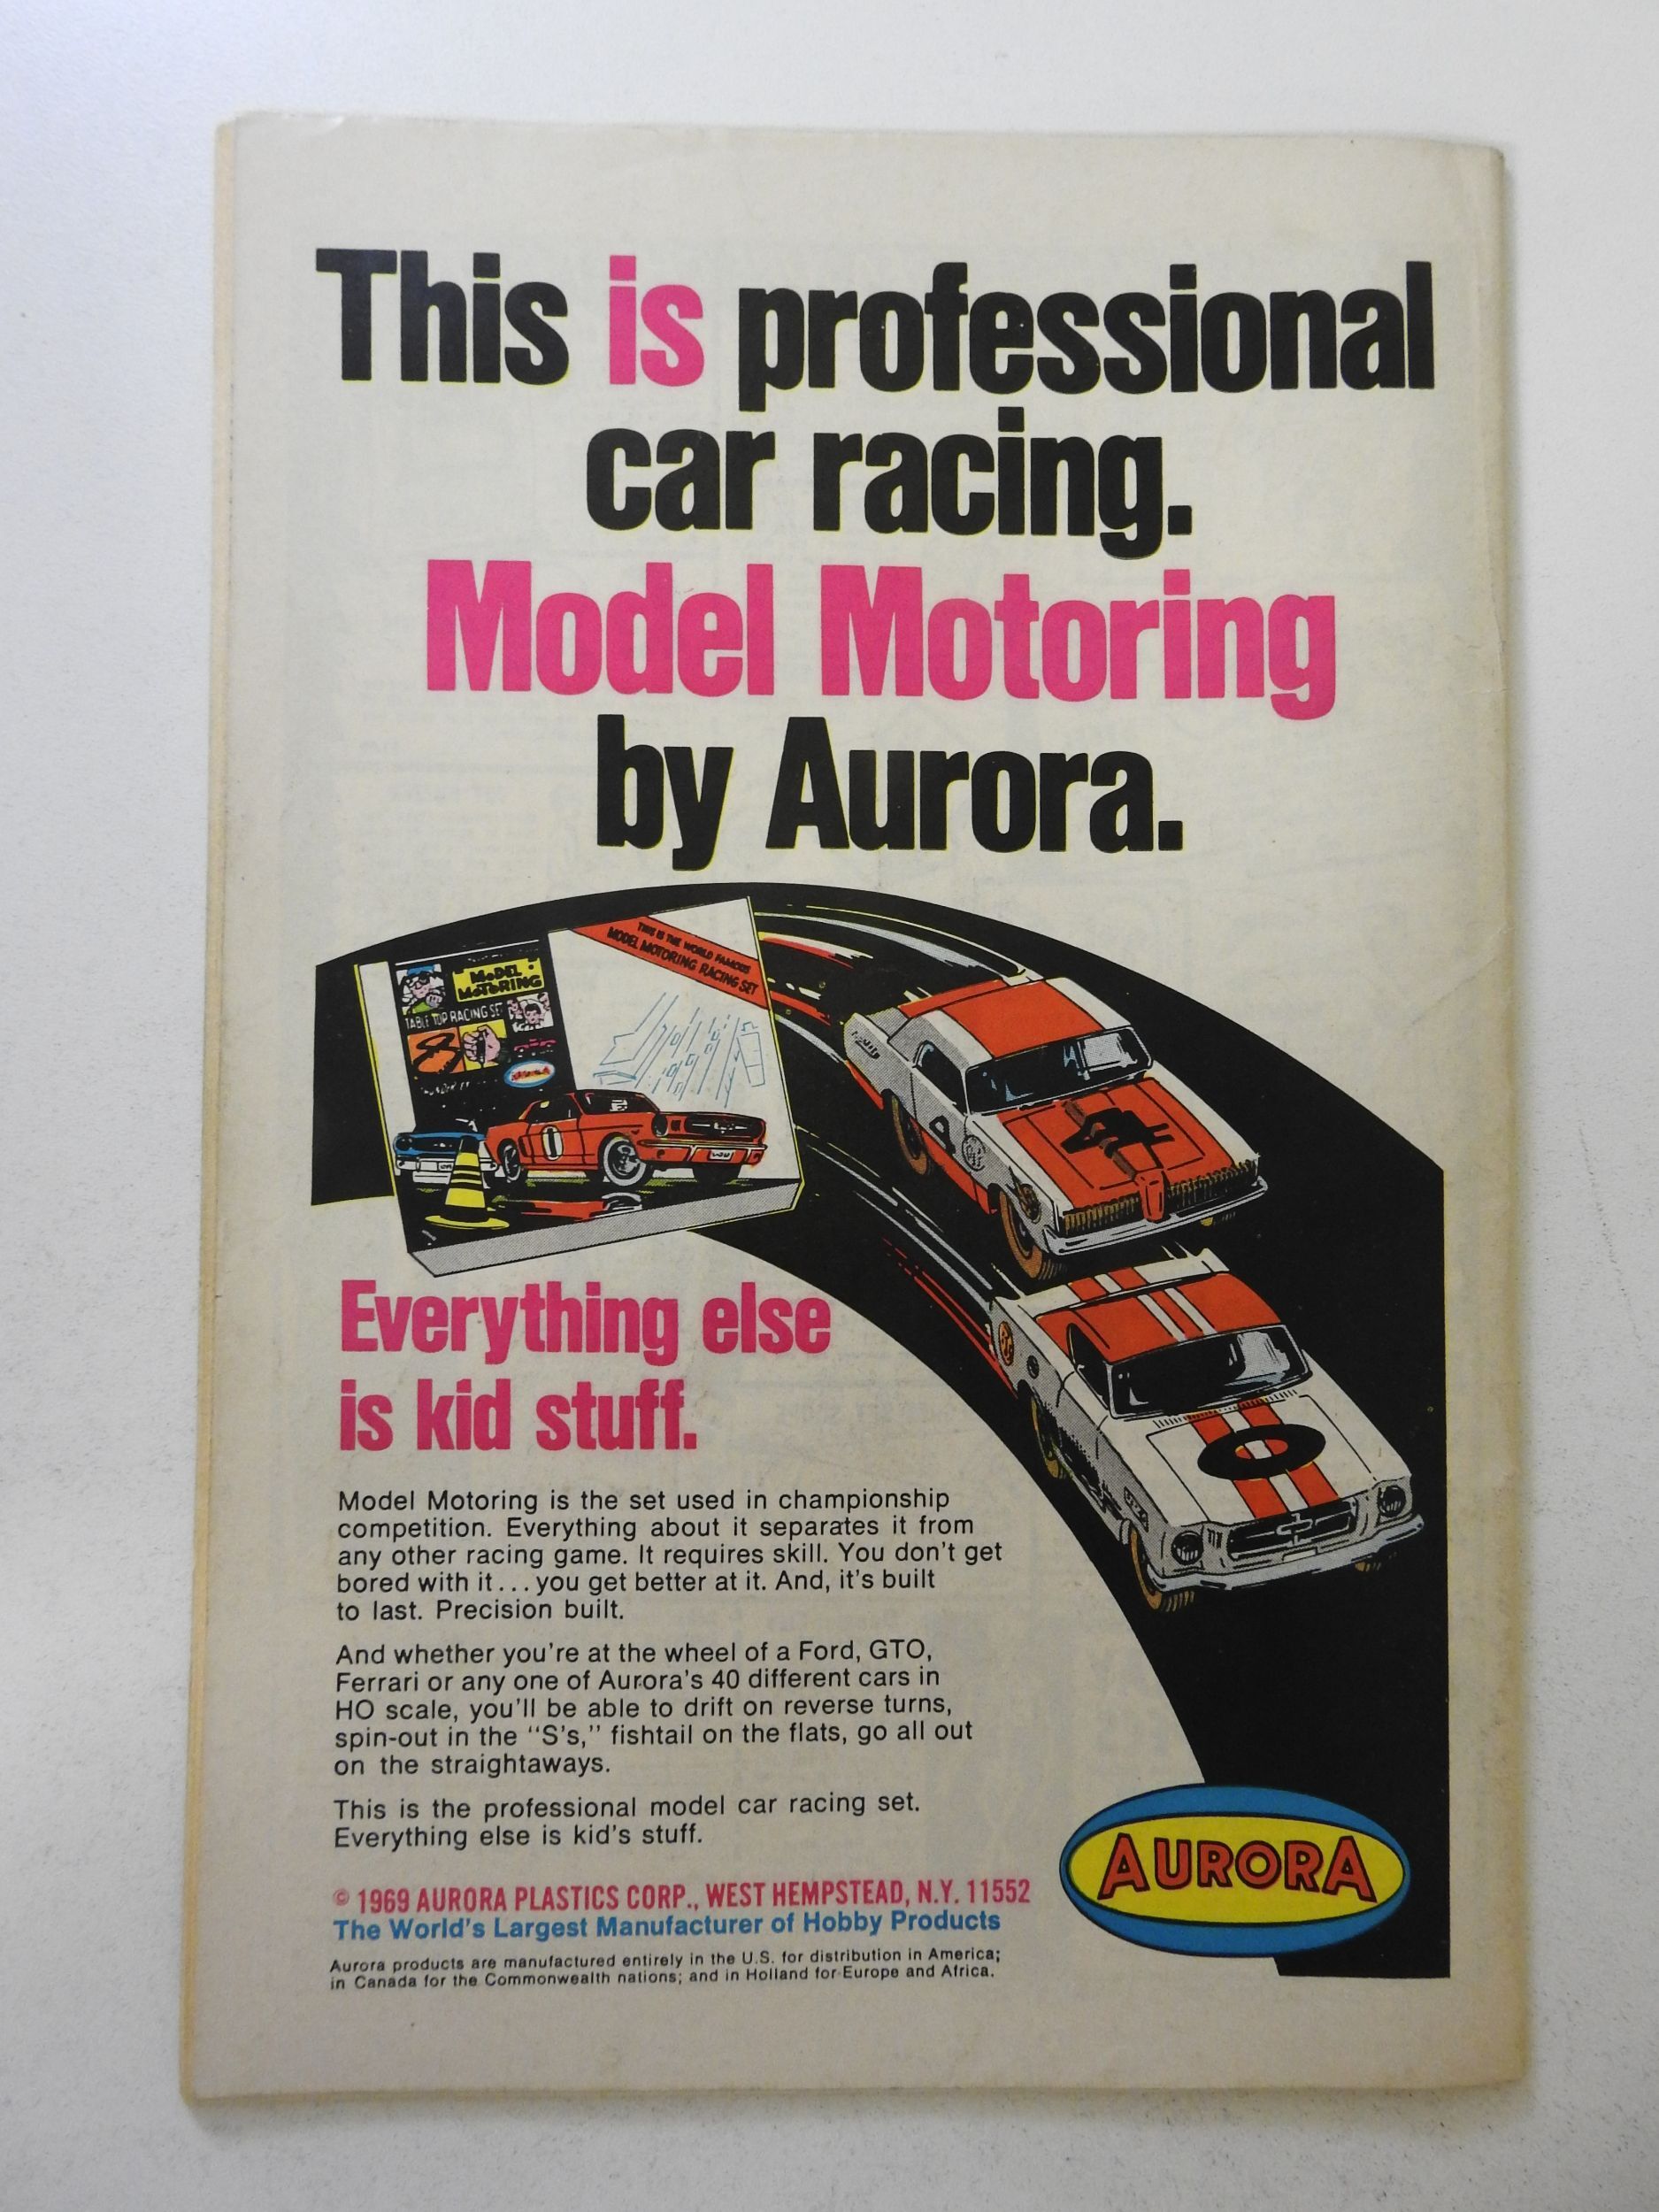 This is professional
car racing.
Model Motoring
by Aurora.
THIS IS THE WORLD FAMOUS
MODEL MOTORING RACING SET
MODEL
MOTORING
TABLE TOP RACING SET
AURORA
1
4
4
0
Everything else
is kid stuff.
Model Motoring is the set used in championship
competition. Everything about it separates it from
any other racing game. It requires skill. You don't get
bored with it...you get better at it. And, it's built
to last. Precision built.
And whether you're at the wheel of a Ford, GTO,
Ferrari or any one of Aurora's 40 different cars in
HO scale, you'll be able to drift on reverse turns,
spin-out in the "S's," fishtail on the flats, go all out
on the straightaways.
This is the professional model car racing set.
Everything else is kid's stuff.
© 1969 AURORA PLASTICS CORP., WEST HEMPSTEAD, N.Y. 11552
The World's Largest Manufacturer of Hobby Products
Aurora products are manufactured entirely in the U.S. for distribution in America;
in Canada for the Commonwealth nations; and in Holland for Europe and Africa.
AURORA